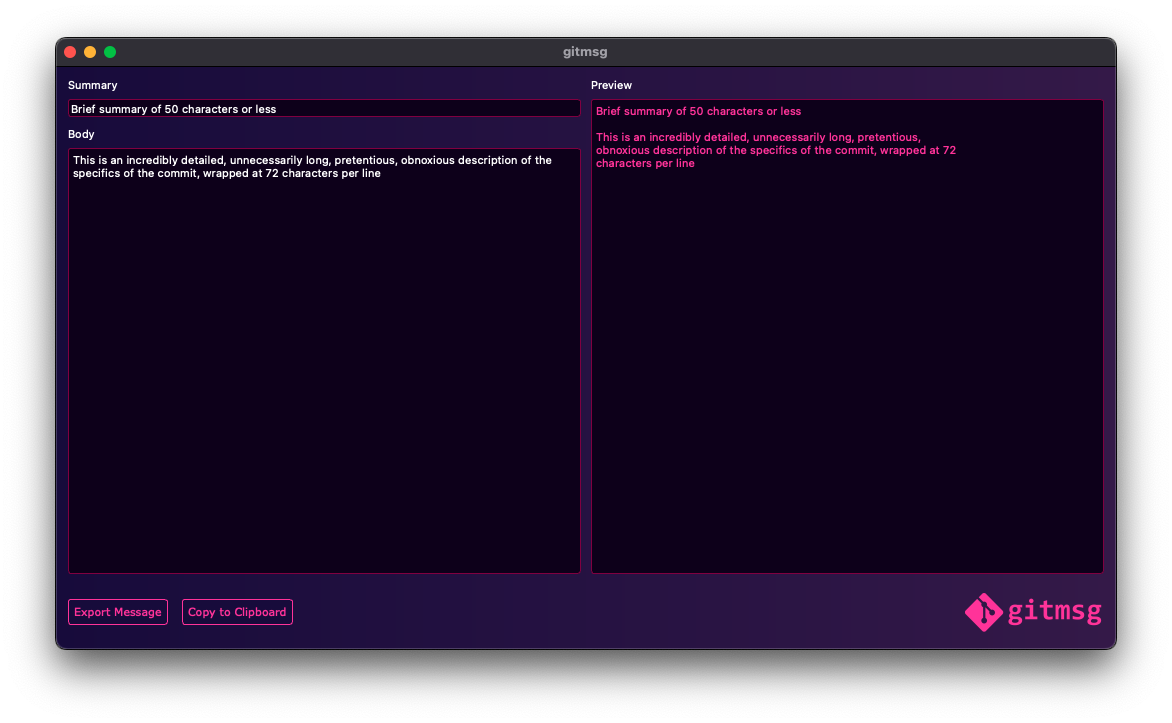 gitmsg
Summary
Brief summary of 50 characters or less
Body
This is an incredibly detailed, unnecessarily long, pretentious, obnoxious description of the
specifics of the commit, wrapped at 72 characters per line
Preview
Brief summary of 50 characters or less
This is an incredibly detailed, unnecessarily long, pretentious,
obnoxious description of the specifics of the commit, wrapped at 72
characters per line
Export Message
Copy to Clipboard
gitmsg